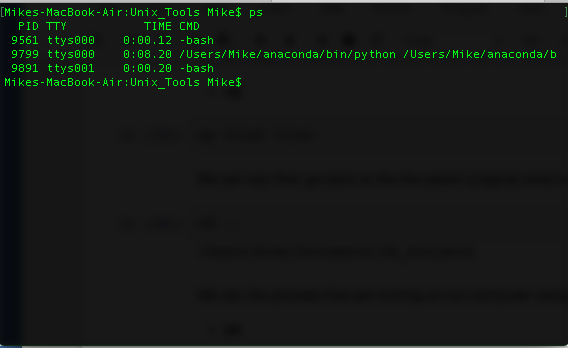 [Mikes-MacBook-Air:Unix_Tools Mike$ ps ]
PID TTY TIME CMD
9561 ttys000 0:00.12 -bash
9799 ttys000 0:08.20 /Users/Mike/anaconda/bin/python /Users/Mike/anaconda/b
9891 ttys001 0:00.20 -bash
Mikes-MacBook-Air:Unix_Tools Mike$